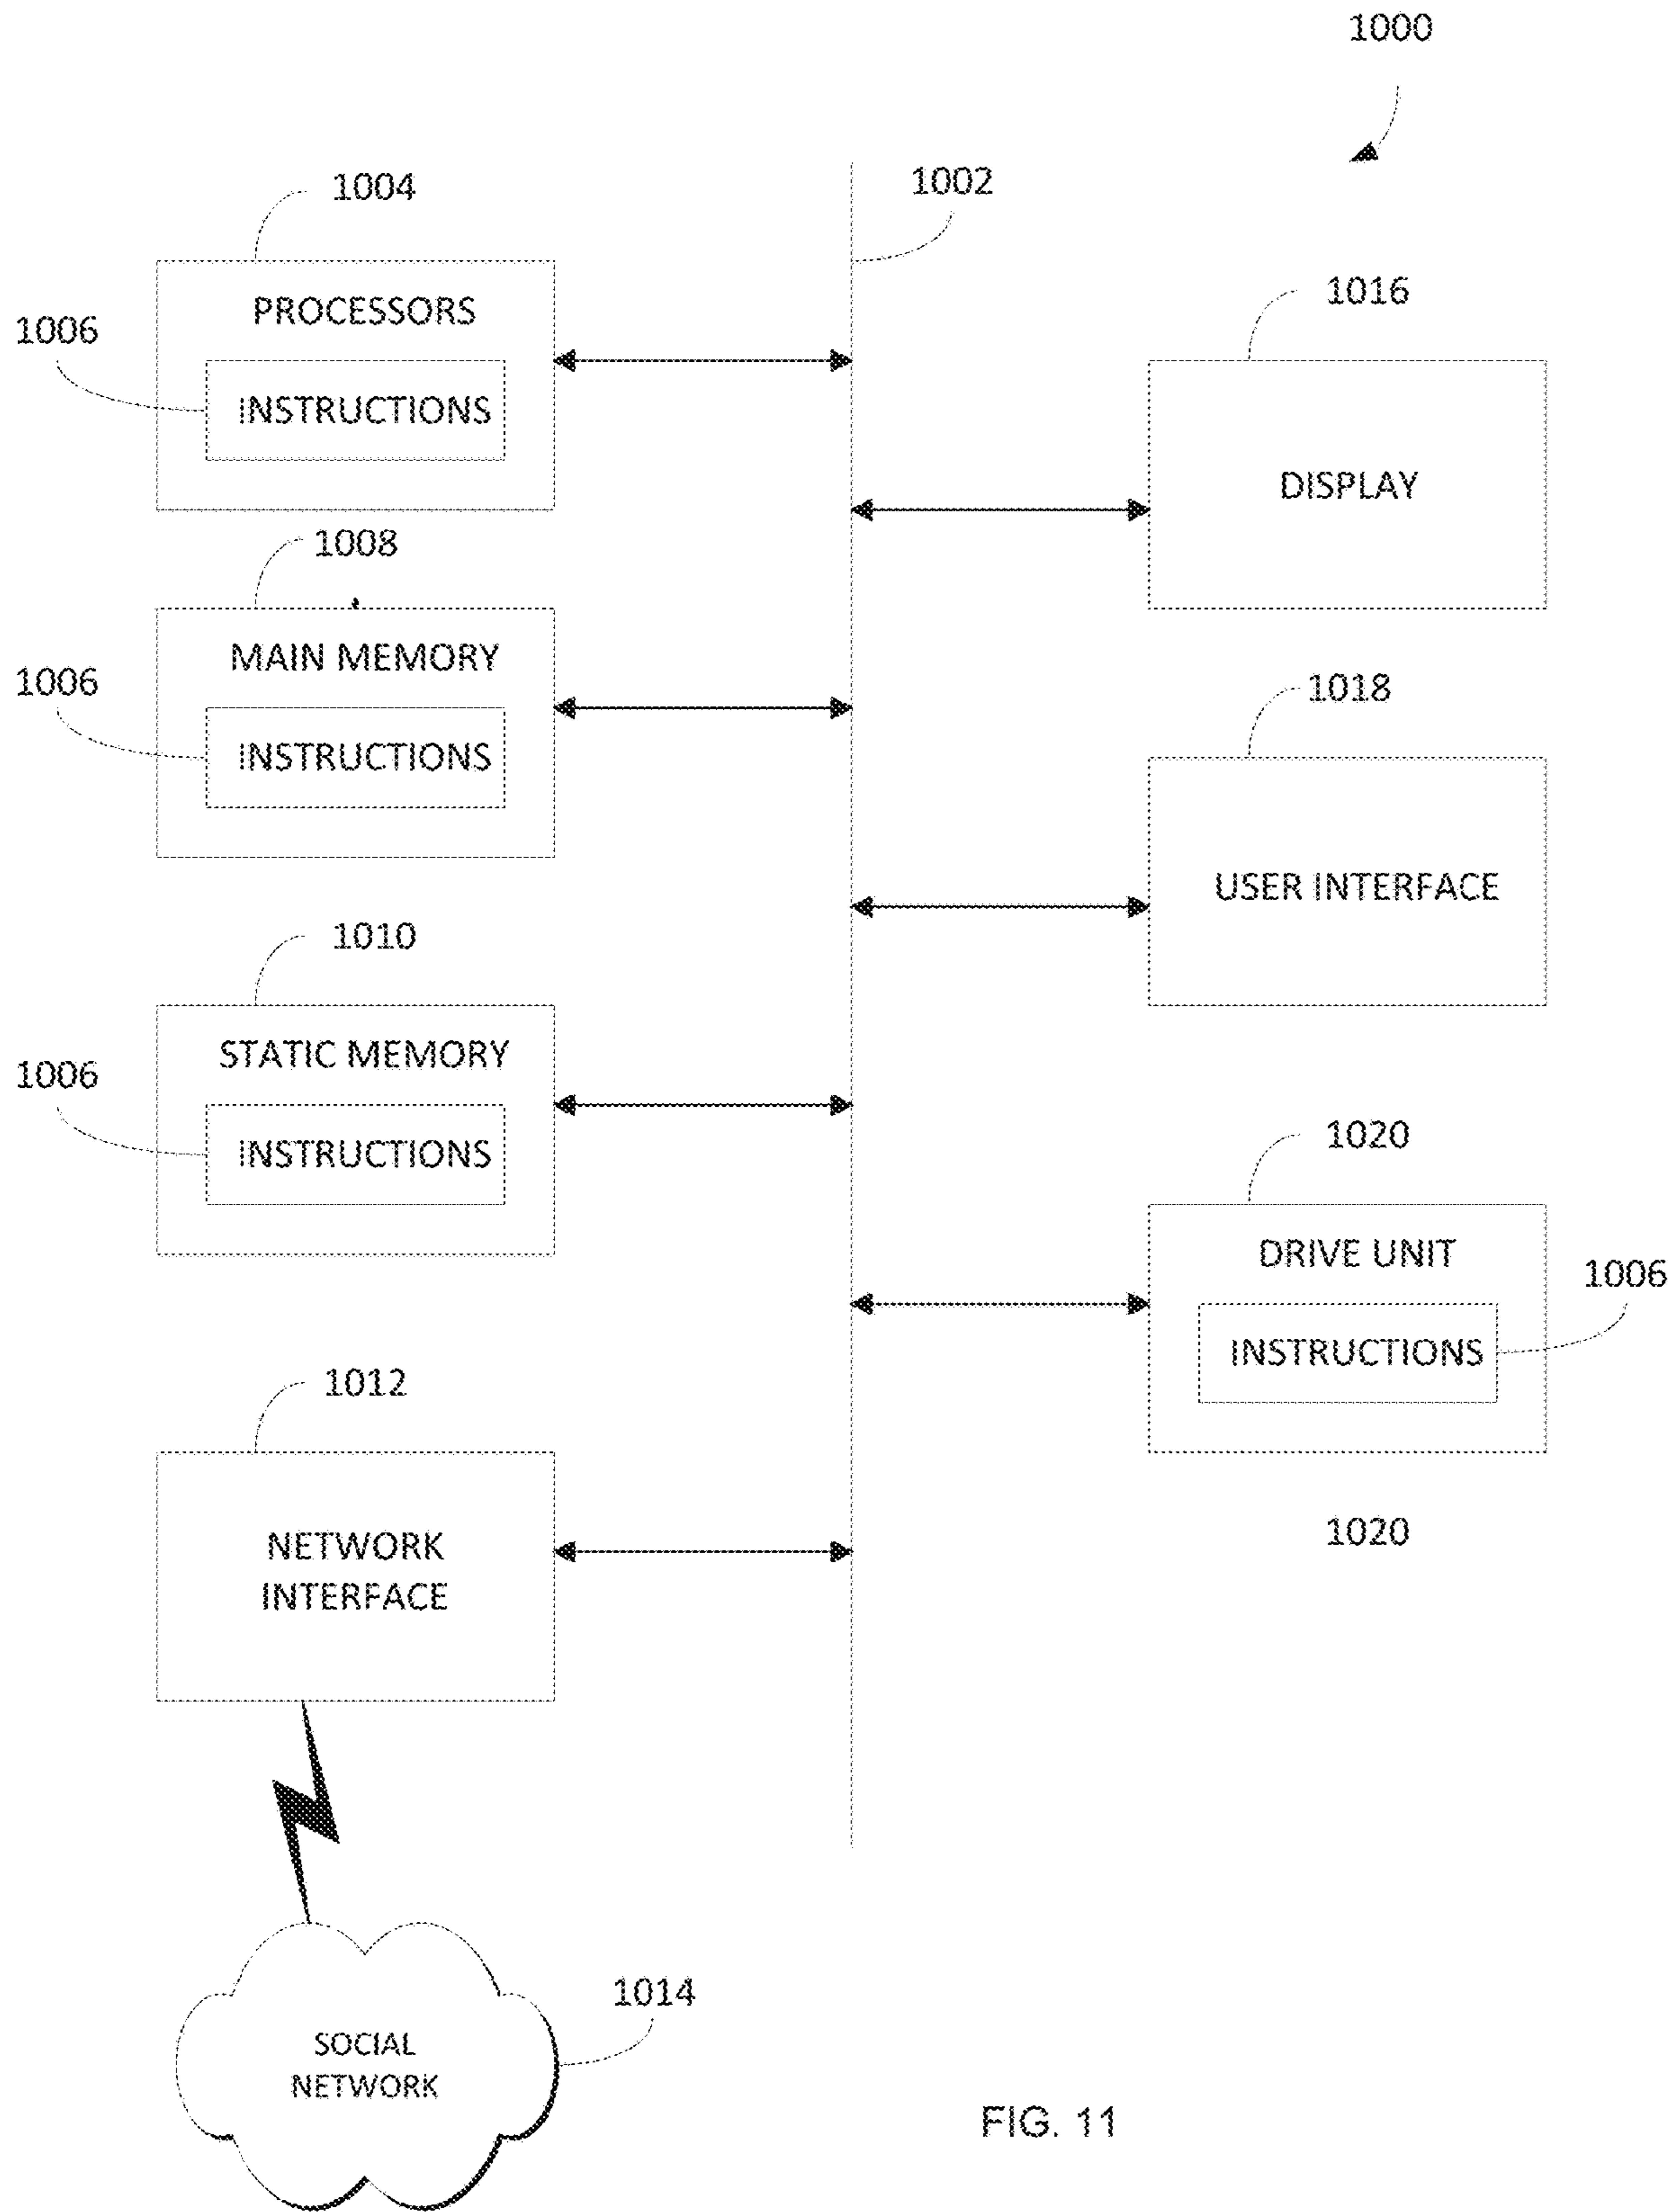 1000
1004
1002
PROCESSORS
1006
INSTRUCTIONS
1016
DISPLAY
1008
MAIN MEMORY
1006
INSTRUCTIONS
1018
USER INTERFACE
1010
STATIC MEMORY
1006
INSTRUCTIONS
1020
DRIVE UNIT
1006
INSTRUCTIONS
1012
NETWORK
INTERFACE
1020
1014
SOCIAL
NETWORK
FIG. 11